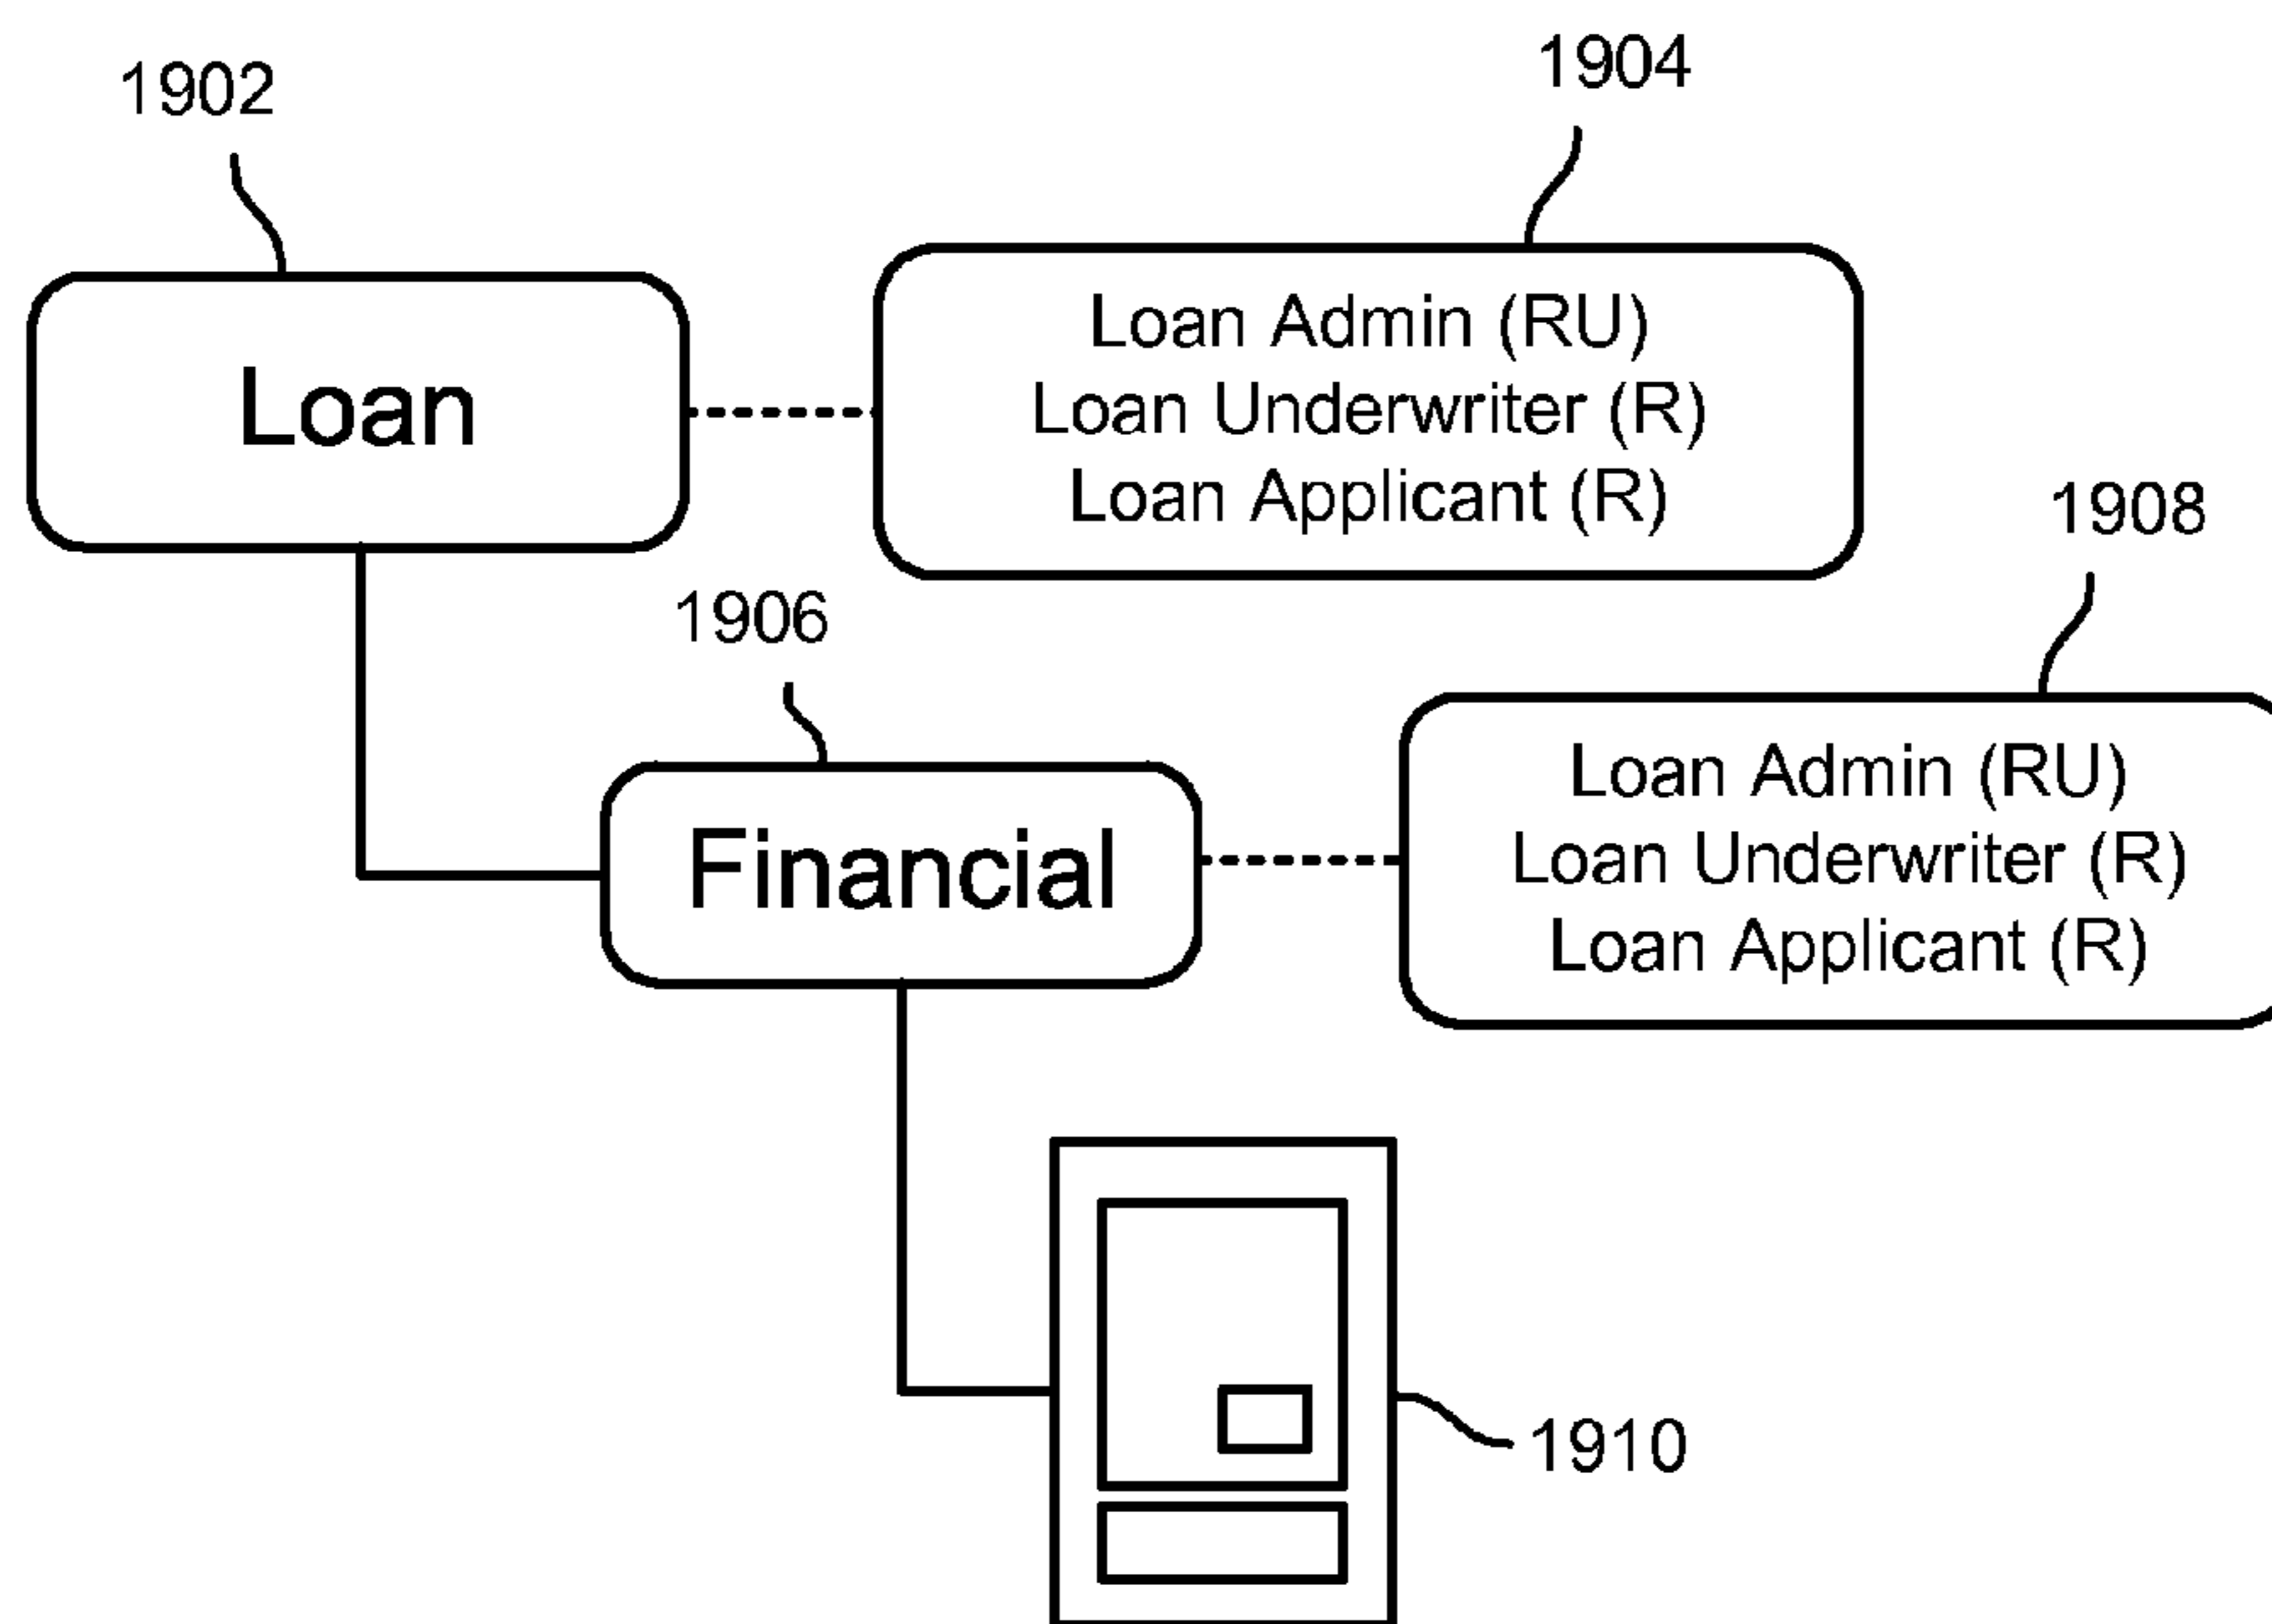 1902
1904
Loan
Loan Admin (RU)
Loan Underwriter (R)
Loan Applicant (R)
1906
1908
Financial
Loan Admin (RU)
Loan Underwriter (R)
Loan Applicant (R)
1910